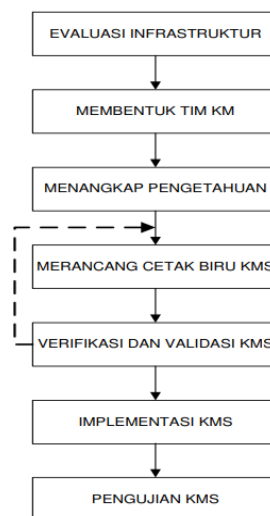 EVALUASI INFRASTRUKTUR
MEMBENTUK TIM KM
MENANGKAP PENGETAHUAN
MERANCANG CETAK BIRU KMS
VERIFIKASI DAN VALIDASI KMS
IMPLEMENTASI KMS
PENGUJIAN KMS